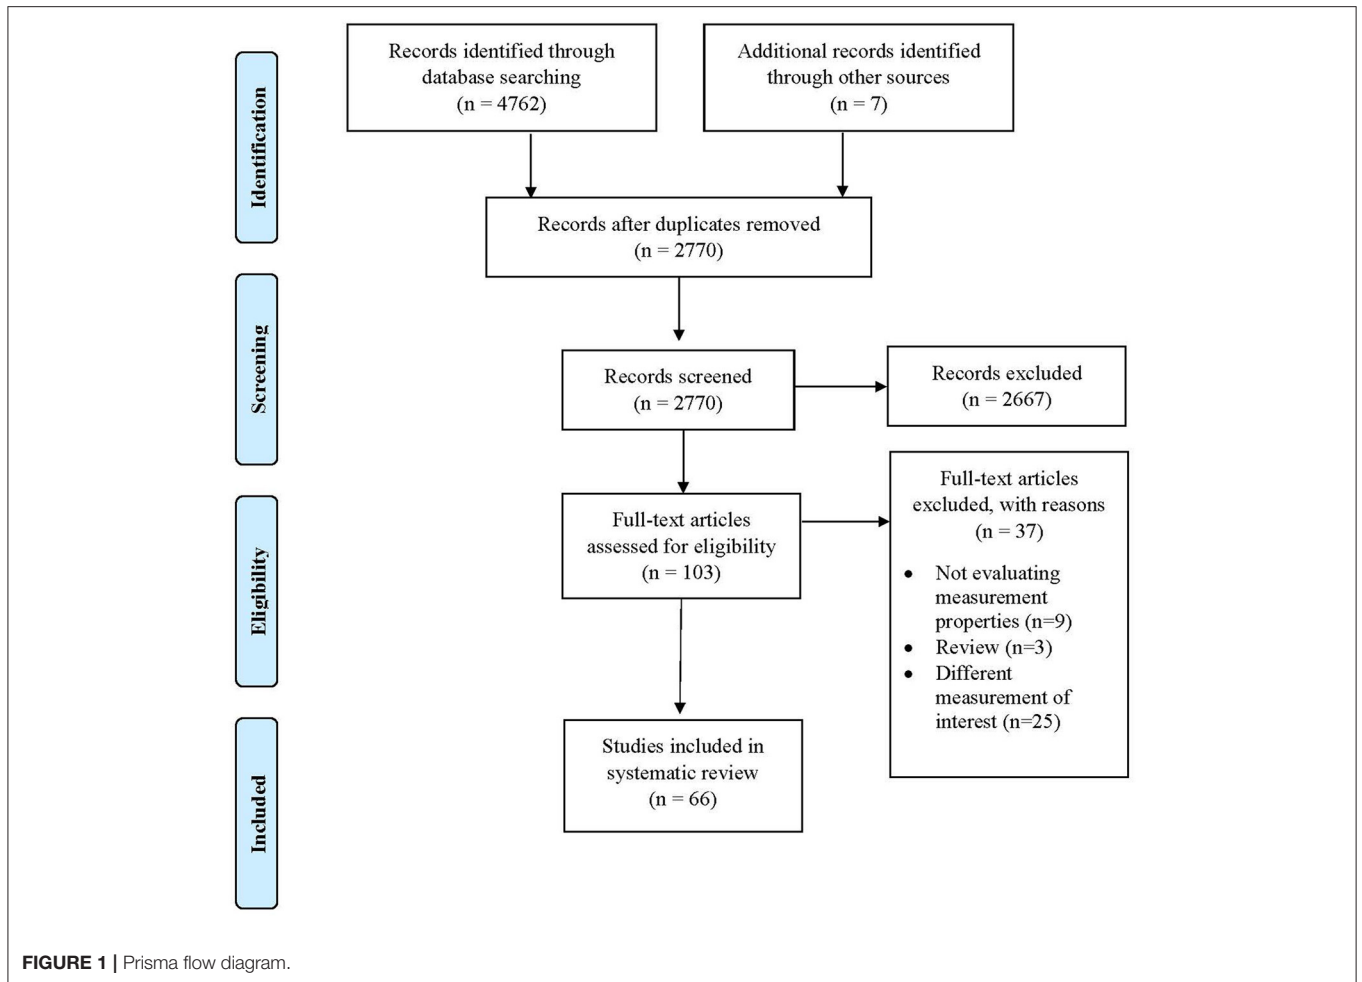 Records identified through
database searching
(n = 4762)
Additional records identified
through other sources
(n = 7)
Identification
Records after duplicates removed
(n = 2770)
Screening
Records screened
(n = 2770)
Records excluded
(n = 2667)
Eligibility
Full-text articles
assessed for eligibility
(n = 103)
Full-text articles
excluded, with reasons
(n = 37)
• Not evaluating
measurement
properties (n=9)
• Review (n=3)
• Different
measurement of
interest (n=25)
Included
Studies included in
systematic review
(n = 66)
FIGURE 1 | Prisma flow diagram.